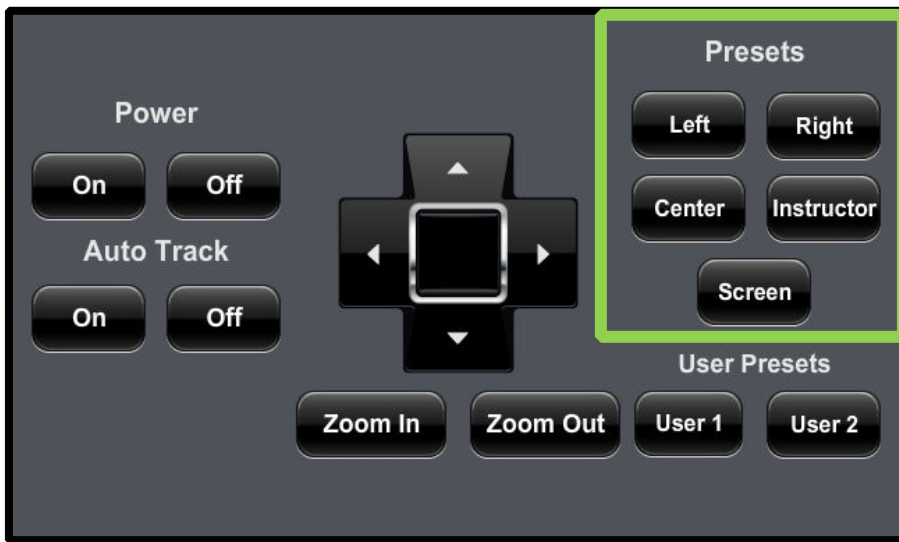 Presets
Left Right
Center Instructor
Screen
Power
On Off
Auto Track
On Off
User Presets
Zoom In Zoom Out User 1 User 2